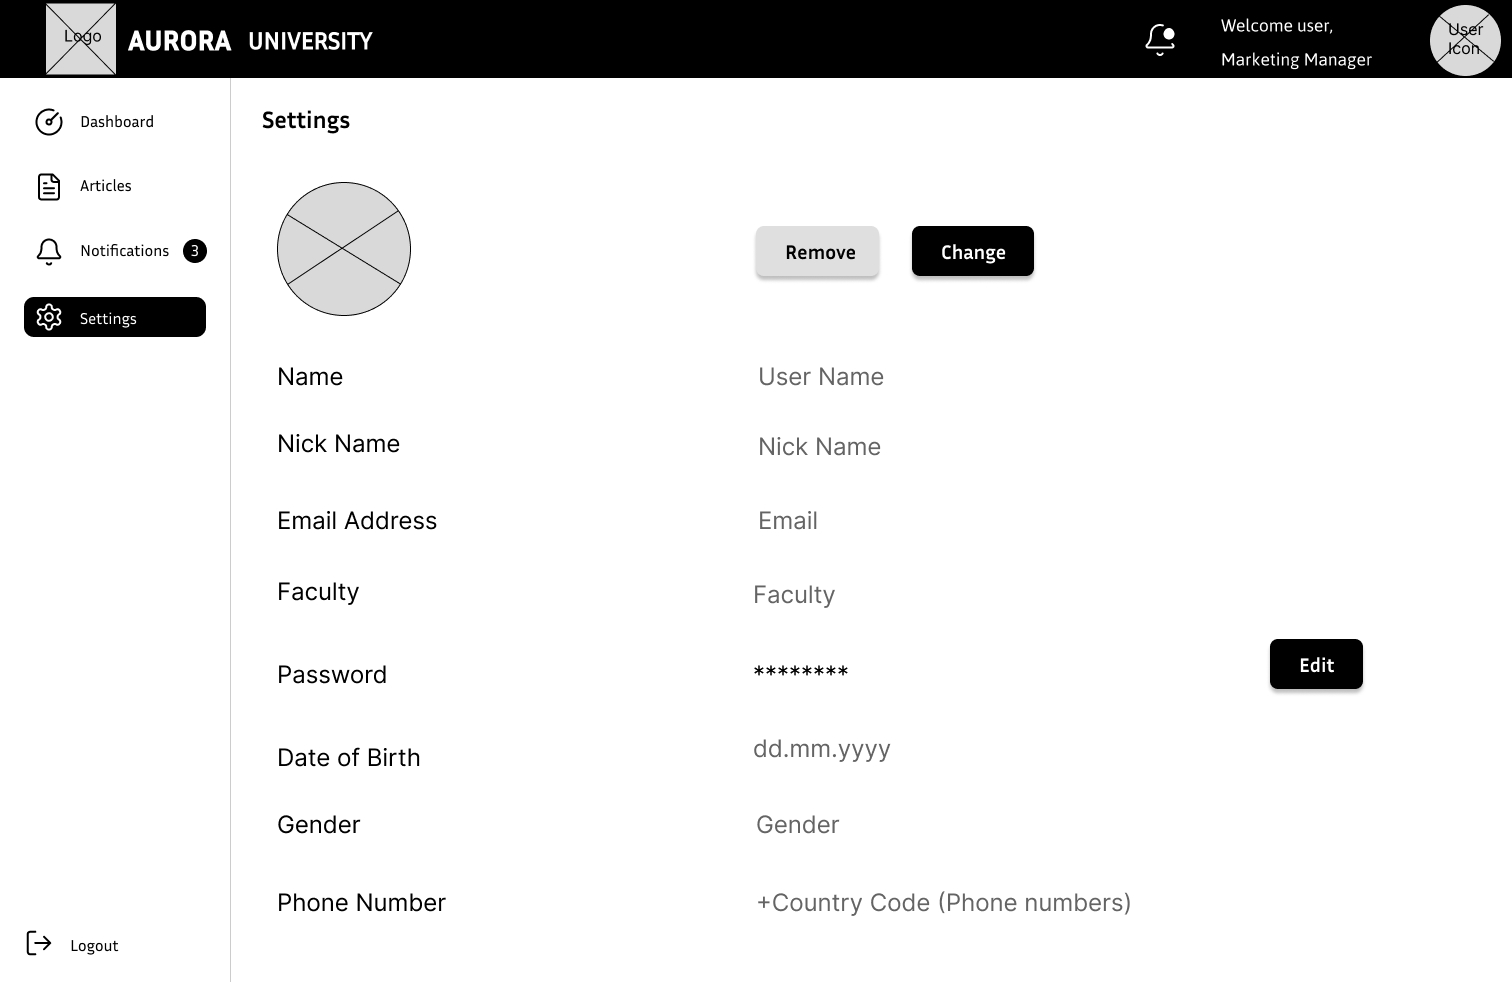 Logo
AURORA UNIVERSITY
Welcome user,
Marketing Manager
User
Icon
Dashboard
Articles
Notifications 3
Settings
Logout
Settings
Remove Change
Name User Name
Nick Name Nick Name
Email Address Email
Faculty Faculty
Password ******** Edit
Date of Birth dd.mm.yyyy
Gender Gender
Phone Number +Country Code (Phone numbers)